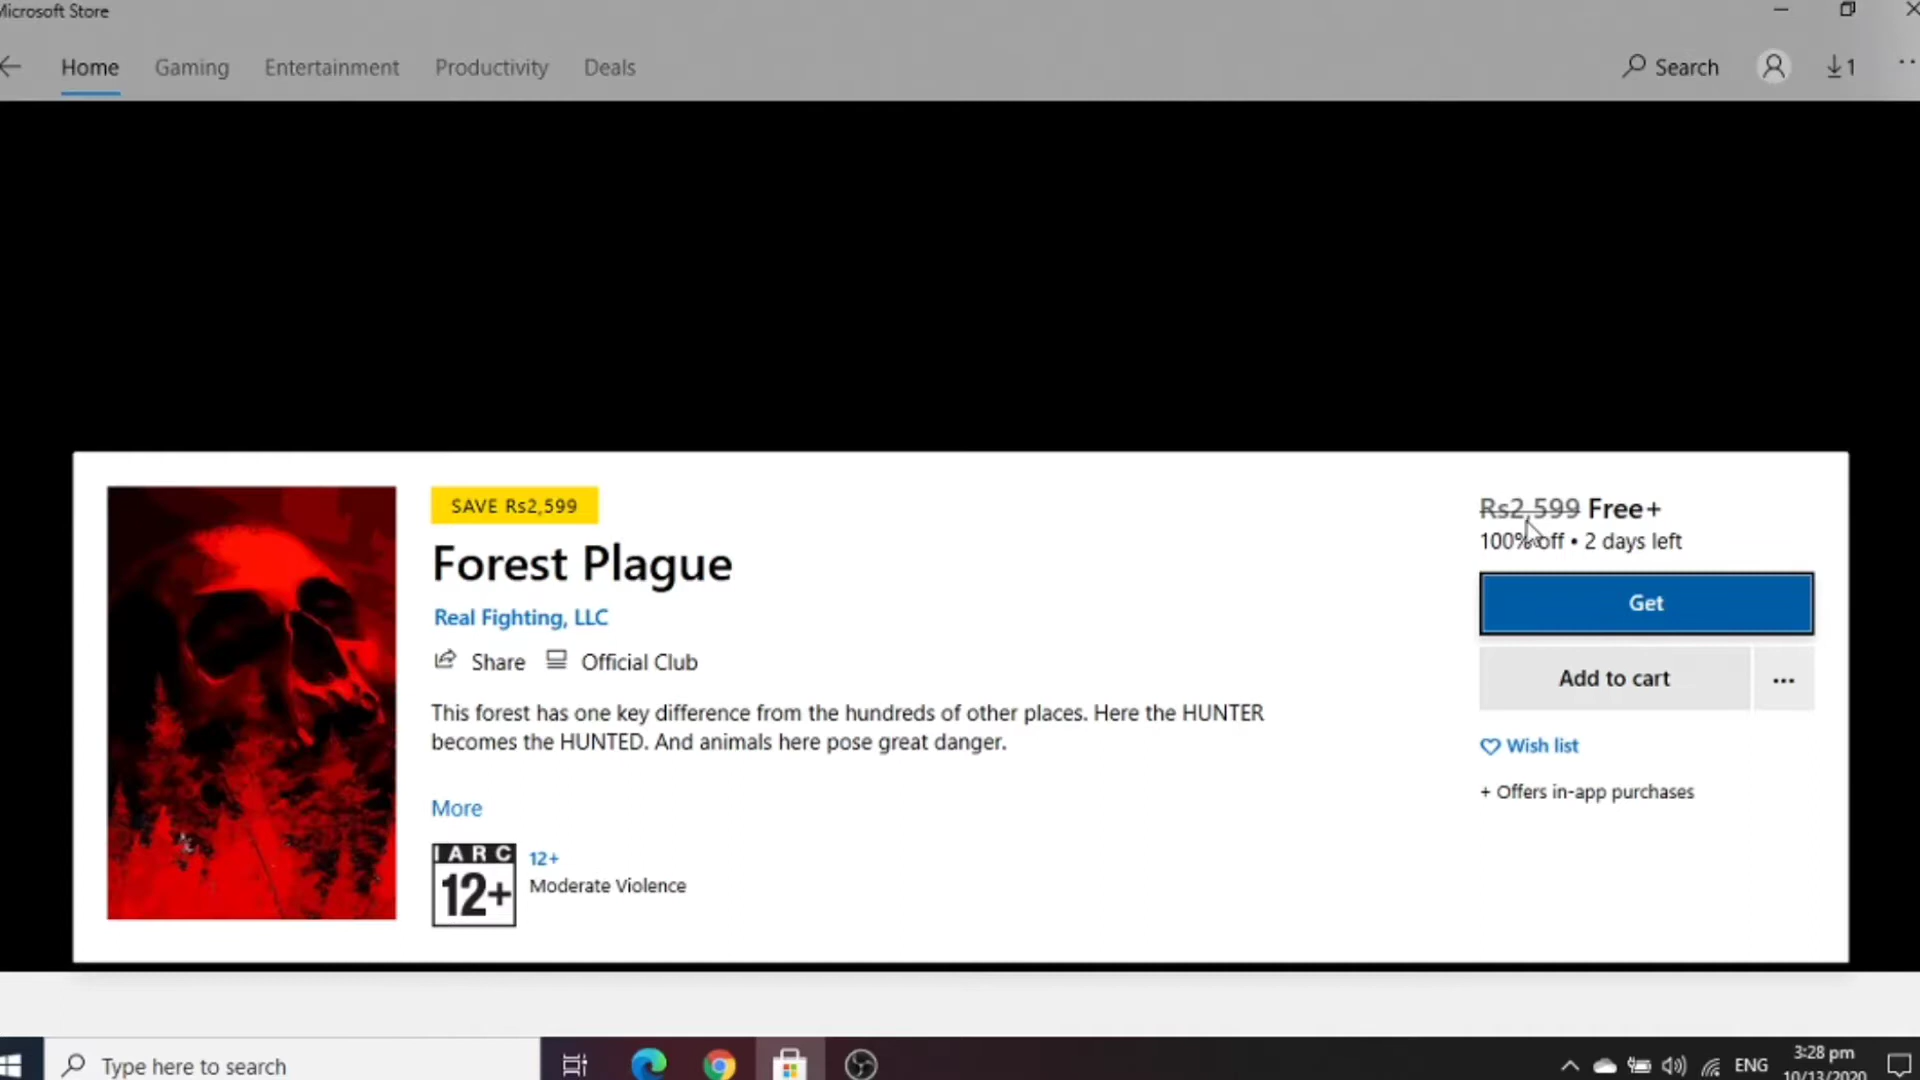 Microsoft Store
Home Gaming Entertainment Productivity Deals Search 1
SAVE Rs2,599
Forest Plague
Real Fighting, LLC
Share Official Club
This forest has one key difference from the hundreds of other places. Here the HUNTER
becomes the HUNTED. And animals here pose great danger.
More
IARC
12+
12+
Moderate Violence
Rs2,599 Free+
100% off • 2 days left
Get
Add to cart ...
Wish list
+ Offers in-app purchases
Type here to search
ENG
3:28 pm
10/13/2020